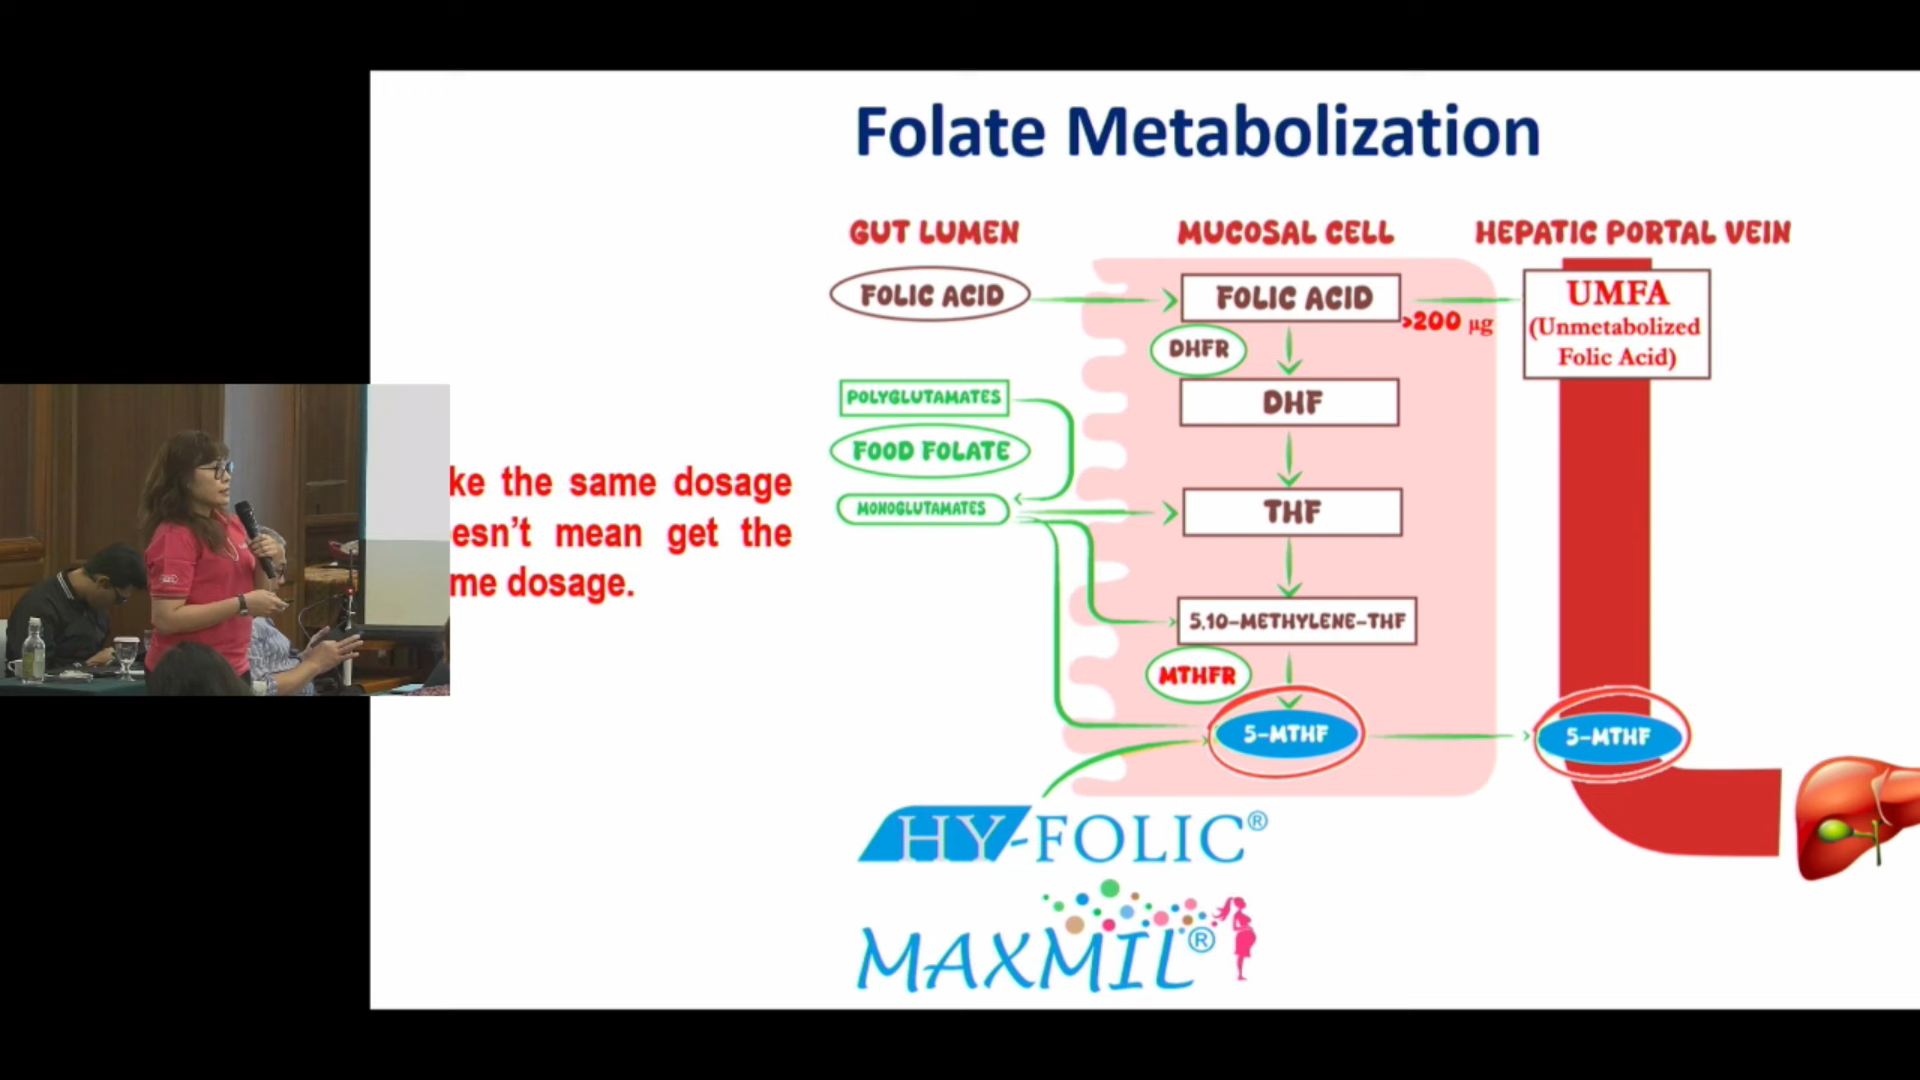 Folate Metabolization
GUT LUMEN
MUCOSAL CELL
HEPATIC PORTAL VEIN
FOLIC ACID
FOLIC ACID
>200 µg
UMFA
(Unmetabolized
Folic Acid)
DHFR
DHF
POLYGLUTAMATES
FOOD FOLATE
MONOGLUTAMATES
THF
ke the same dosage
esn't mean get the
me dosage.
5,10-METHYLENE-THF
MTHFR
5-MTHF
5-MTHF
HY-FOLIC®
MAXMIL®